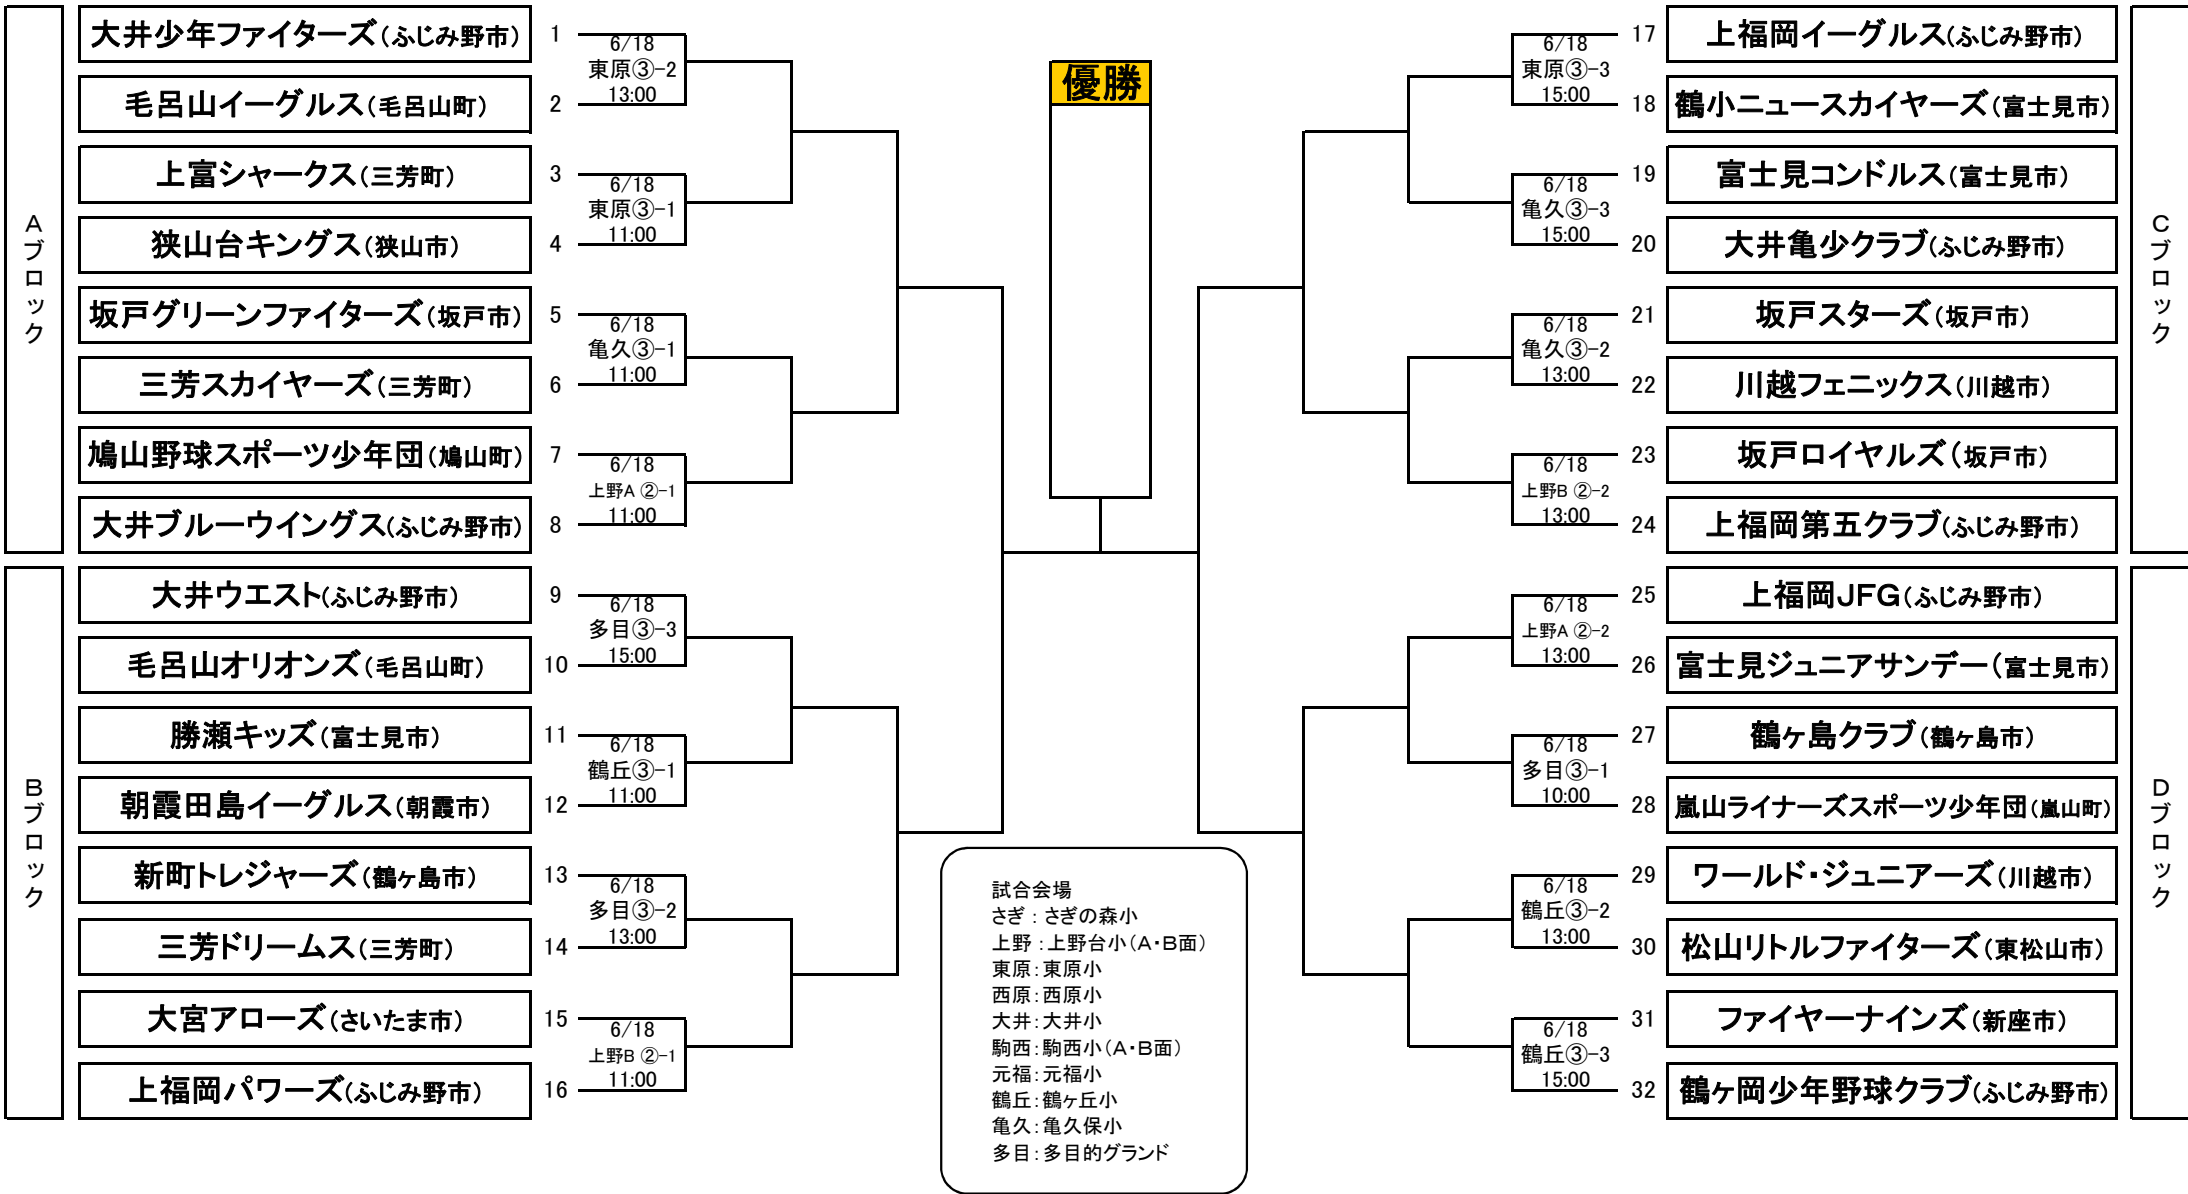 Aブロック
大井少年ファイターズ(ふじみ野市) 1
6/18
東原③-2
13:00
毛呂山イーグルス(毛呂山町) 2
上富シャークス(三芳町) 3
6/18
東原③-1
11:00
狭山台キングス(狭山市) 4
坂戸グリーンファイターズ(坂戸市) 5
6/18
亀久③-1
11:00
三芳スカイヤーズ(三芳町) 6
鳩山野球スポーツ少年団(鳩山町) 7
6/18
上野A ②-1
11:00
大井ブルーウイングス(ふじみ野市) 8
Bブロック
大井ウエスト(ふじみ野市) 9
6/18
多目③-3
15:00
毛呂山オリオンズ(毛呂山町) 10
勝瀬キッズ(富士見市) 11
6/18
鶴丘③-1
11:00
朝霞田島イーグルス(朝霞市) 12
新町トレジャーズ(鶴ヶ島市) 13
6/18
多目③-2
13:00
三芳ドリームス(三芳町) 14
大宮アローズ(さいたま市) 15
6/18
上野B ②-1
11:00
上福岡パワーズ(ふじみ野市) 16
優勝
試合会場
さぎ：さぎの森小
上野：上野台小(A・B面)
東原：東原小
西原：西原小
大井：大井小
駒西：駒西小(A・B面)
元福：元福小
鶴丘：鶴ヶ丘小
亀久：亀久保小
多目：多目的グランド
Cブロック
17 上福岡イーグルス(ふじみ野市)
6/18
東原③-3
15:00
18 鶴小ニュースカイヤーズ(富士見市)
19 富士見コンドルス(富士見市)
6/18
亀久③-3
15:00
20 大井亀少クラブ(ふじみ野市)
21 坂戸スターズ(坂戸市)
6/18
亀久③-2
13:00
22 川越フェニックス(川越市)
23 坂戸ロイヤルズ(坂戸市)
6/18
上野B ②-2
13:00
24 上福岡第五クラブ(ふじみ野市)
Dブロック
25 上福岡JFG(ふじみ野市)
6/18
上野A ②-2
13:00
26 富士見ジュニアサンデー(富士見市)
27 鶴ヶ島クラブ(鶴ヶ島市)
6/18
多目③-1
10:00
28 嵐山ライナーズスポーツ少年団(嵐山町)
29 ワールド・ジュニアーズ(川越市)
6/18
鶴丘③-2
13:00
30 松山リトルファイターズ(東松山市)
31 ファイヤーナインズ(新座市)
6/18
鶴丘③-3
15:00
32 鶴ヶ岡少年野球クラブ(ふじみ野市)